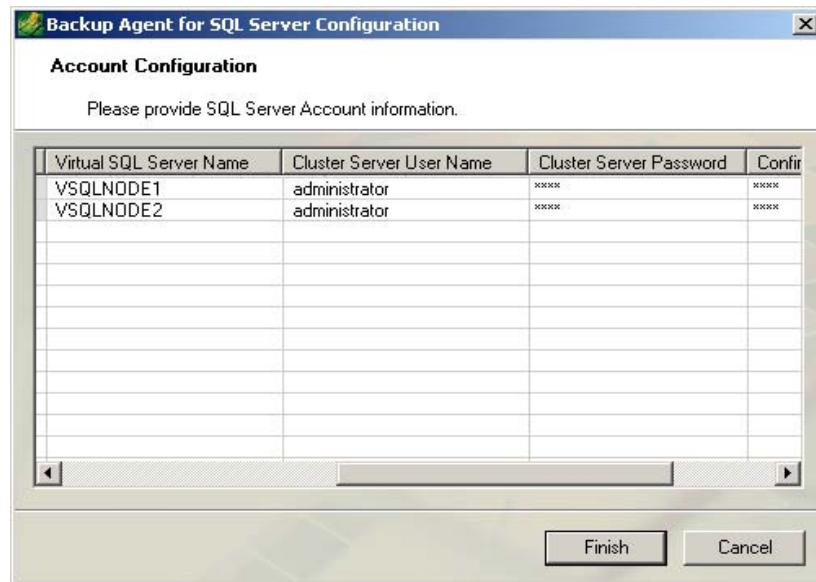 Backup Agent for SQL Server Configuration
Account Configuration
Please provide SQL Server Account information.
Virtual SQL Server Name Cluster Server User Name Cluster Server Password Confir
VSQLNODE1 administrator **** ****
VSQLNODE2 administrator **** ****
Finish Cancel